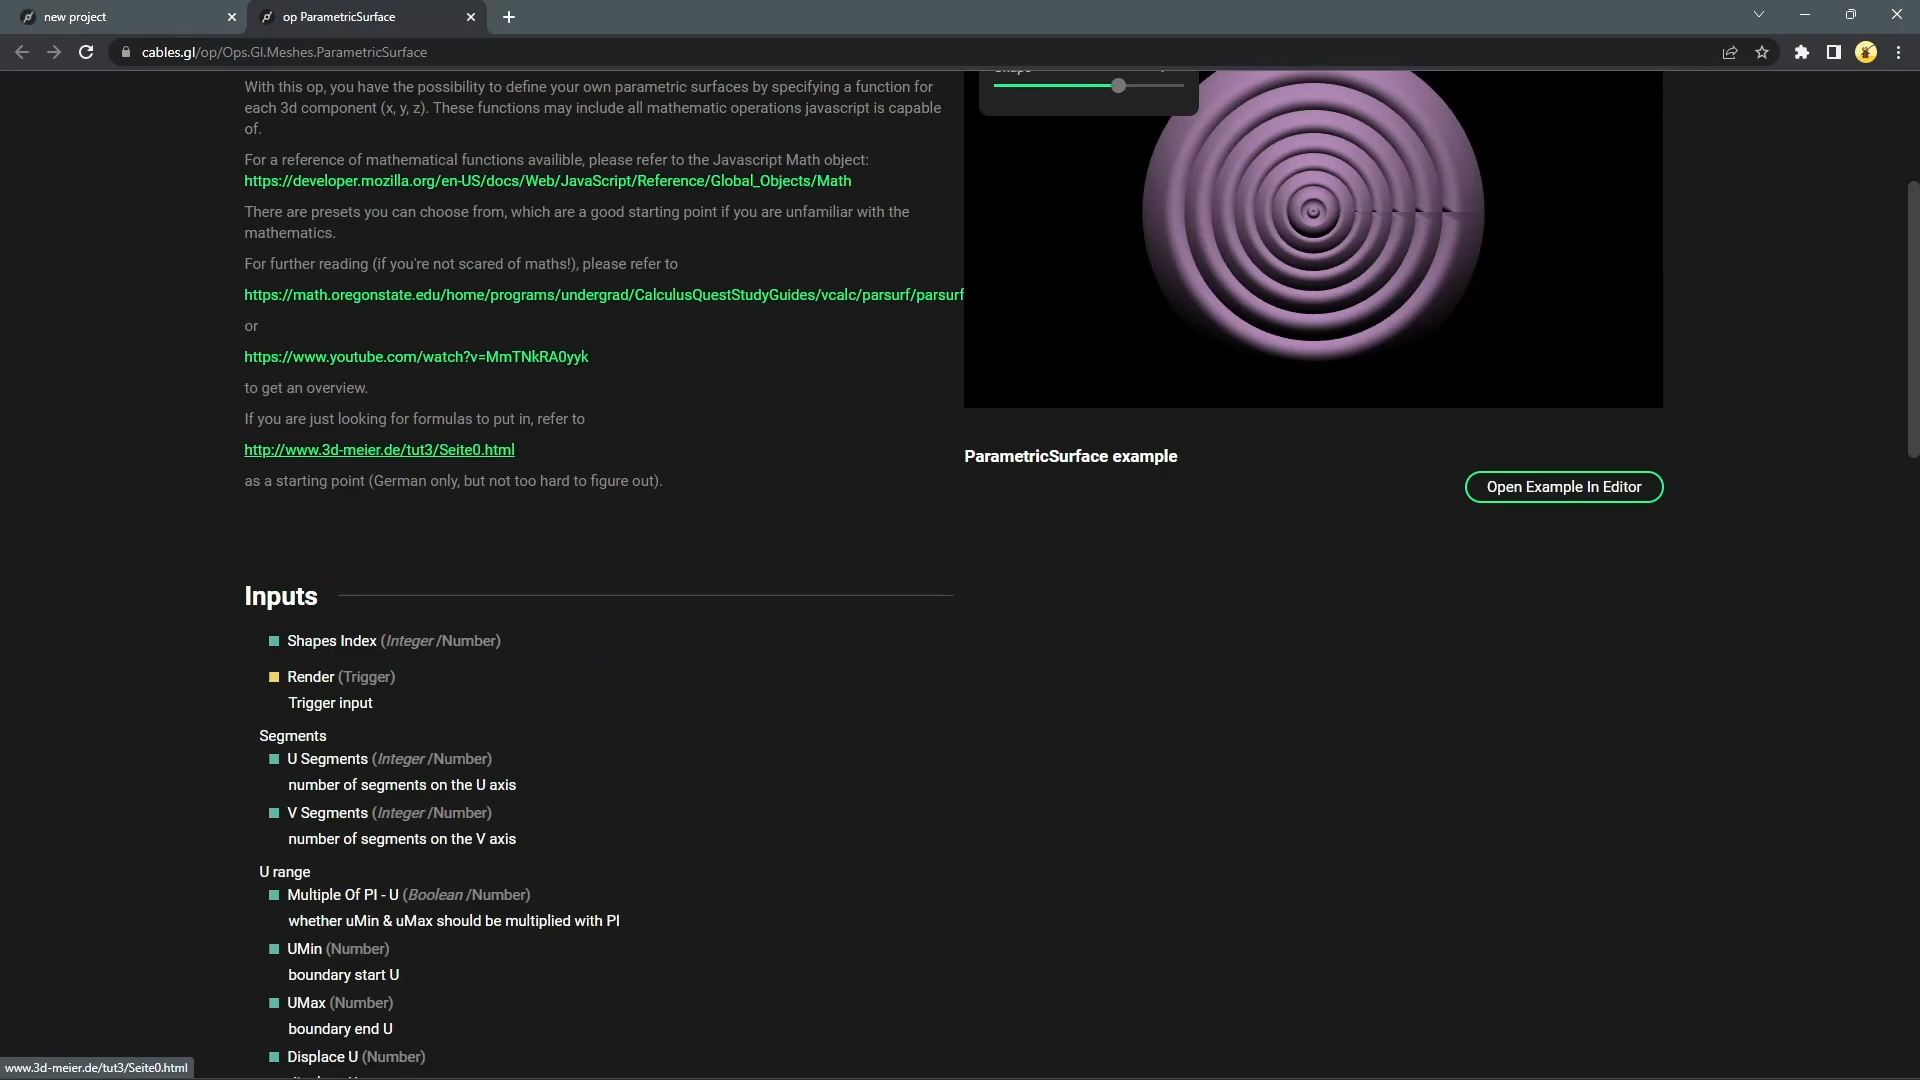 new project
op ParametricSurface
cables.gl/op/Ops.Gl.Meshes.ParametricSurface
With this op, you have the possibility to define your own parametric surfaces by specifying a function for
each 3d component (x, y, z). These functions may include all mathematic operations javascript is capable
of.
For a reference of mathematical functions availible, please refer to the Javascript Math object:
https://developer.mozilla.org/en-US/docs/Web/JavaScript/Reference/Global_Objects/Math
There are presets you can choose from, which are a good starting point if you are unfamiliar with the
mathematics.
For further reading (if you're not scared of maths!), please refer to
https://math.oregonstate.edu/home/programs/undergrad/CalculusQuestStudyGuides/vcalc/parsurf/parsurf
or
https://www.youtube.com/watch?v=MmTNkRA0yyk
to get an overview.
If you are just looking for formulas to put in, refer to
http://www.3d-meier.de/tut3/Seite0.html
as a starting point (German only, but not too hard to figure out).
ParametricSurface example
Open Example In Editor
Inputs
Shapes Index (Integer /Number)
Render (Trigger)
Trigger input
Segments
U Segments (Integer /Number)
number of segments on the U axis
V Segments (Integer /Number)
number of segments on the V axis
U range
Multiple Of PI - U (Boolean /Number)
whether uMin & uMax should be multiplied with PI
UMin (Number)
boundary start U
UMax (Number)
boundary end U
Displace U (Number)
www.3d-meier.de/tut3/Seite0.html